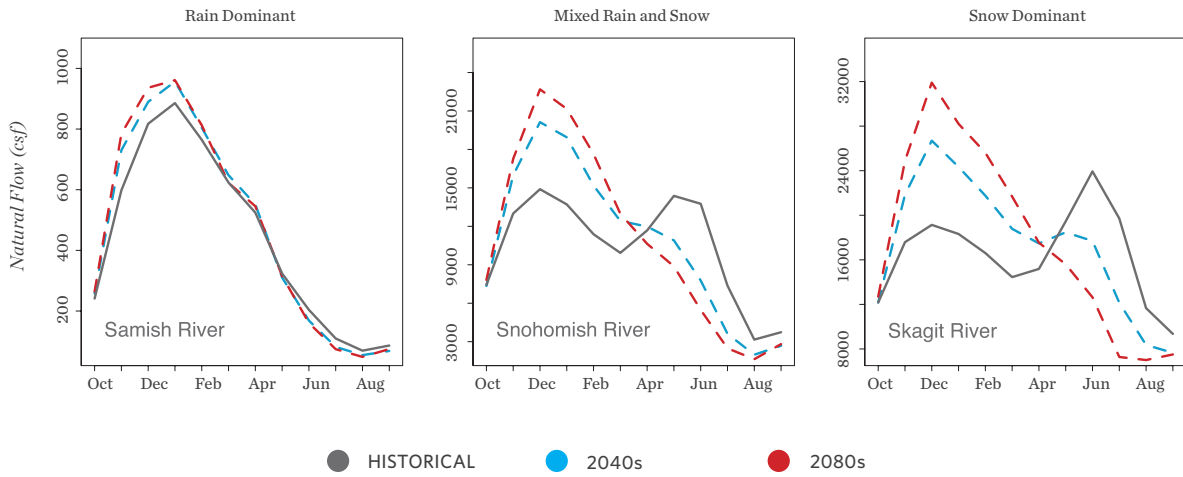 Rain Dominant
Mixed Rain and Snow
Snow Dominant
Natural Flow (csf)
1000
800
600
400
200
Samish River
Oct Dec Feb Apr Jun Aug
21000
15000
9000
30000
Snohomish River
Oct Dec Feb Apr Jun Aug
32000
24000
16000
8000
Skagit River
Oct Dec Feb Apr Jun Aug
HISTORICAL
2040s
2080s